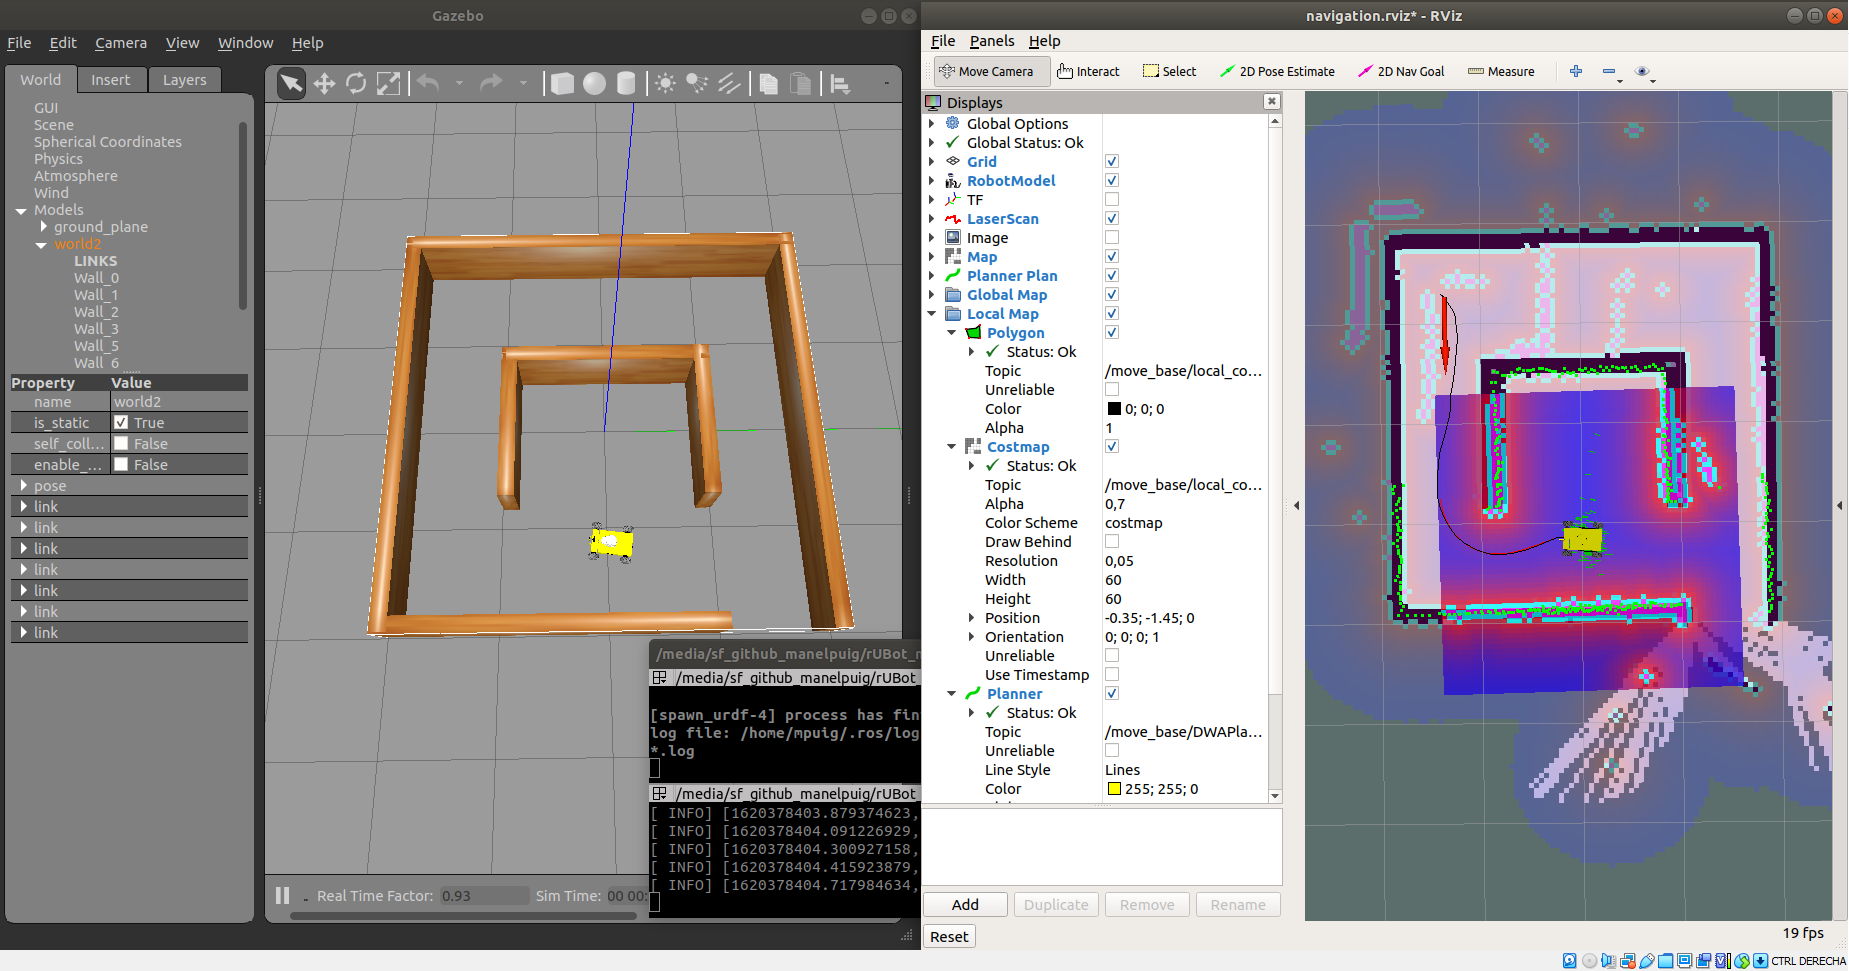 Gazebo
File Edit Camera View Window Help
World Insert Layers
GUI
Scene
Spherical Coordinates
Physics
Atmosphere
Wind
Models
ground_plane
world2
LINKS
Wall_0
Wall_1
Wall_2
Wall_3
Wall_5
Wall_6
Property Value
name world2
is_static True
self_coll... False
enable_... False
pose
link
link
link
link
link
link
link
Real Time Factor: 0.93 Sim Time: 00 00:
/media/sf_github_manelpuig/rUBot_
/media/sf_github_manelpuig/rUBot_
[spawn_urdf-4] process has fin
log file: /home/mpuig/.ros/log
*.log
/media/sf_github_manelpuig/rUBot_
[ INFO] [1620378403.879374623,
[ INFO] [1620378404.091226929,
[ INFO] [1620378404.300927158,
[ INFO] [1620378404.415923879,
[ INFO] [1620378404.717984634,
navigation.rviz* - RViz
File Panels Help
Move Camera Interact Select 2D Pose Estimate 2D Nav Goal Measure
Displays
Global Options
Global Status: Ok
Grid
RobotModel
TF
LaserScan
Image
Map
Planner Plan
Global Map
Local Map
Polygon
Status: Ok
Topic /move_base/local_co...
Unreliable
Color 0; 0; 0
Alpha 1
Costmap
Status: Ok
Topic /move_base/local_co...
Alpha 0,7
Color Scheme costmap
Draw Behind
Resolution 0,05
Width 60
Height 60
Position -0.35; -1.45; 0
Orientation 0; 0; 0; 1
Unreliable
Use Timestamp
Planner
Status: Ok
Topic /move_base/DWAPla...
Unreliable
Line Style Lines
Color 255; 255; 0
Add Duplicate Remove Rename
Reset
19 fps
CTRL DERECHA